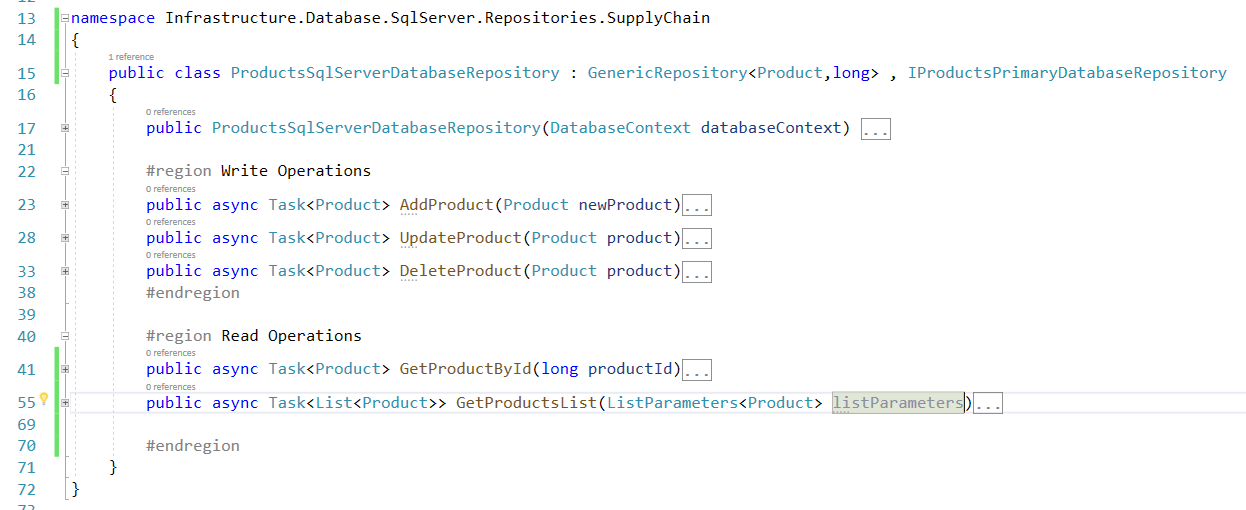 13 namespace Infrastructure.Database.SqlServer.Repositories.SupplyChain
14 {
1 reference
15 public class ProductsSqlServerDatabaseRepository : GenericRepository<Product,long> , IProductsPrimaryDatabaseRepository
16 {
0 references
17 public ProductsSqlServerDatabaseRepository(DatabaseContext databaseContext) ...
21
22 #region Write Operations
0 references
23 public async Task<Product> AddProduct(Product newProduct)...
0 references
28 public async Task<Product> UpdateProduct(Product product)...
0 references
33 public async Task<Product> DeleteProduct(Product product)...
38 #endregion
39
40 #region Read Operations
0 references
41 public async Task<Product> GetProductById(long productId)...
0 references
55 public async Task<List<Product>> GetProductsList(ListParameters<Product> listParameters)...
69
70 #endregion
71 }
72 }